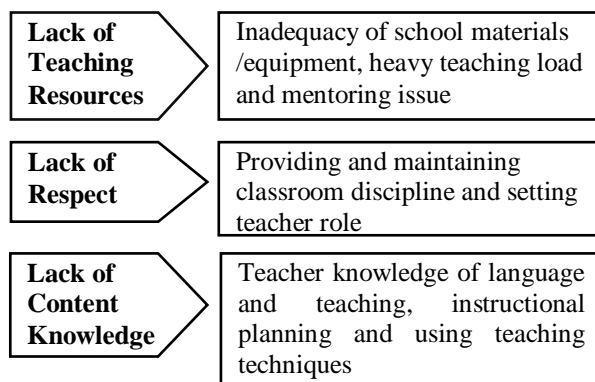 Lack of
Teaching
Resources
Inadequacy of school materials
/equipment, heavy teaching load
and mentoring issue
Lack of
Respect
Providing and maintaining
classroom discipline and setting
teacher role
Lack of
Content
Knowledge
Teacher knowledge of language
and teaching, instructional
planning and using teaching
techniques